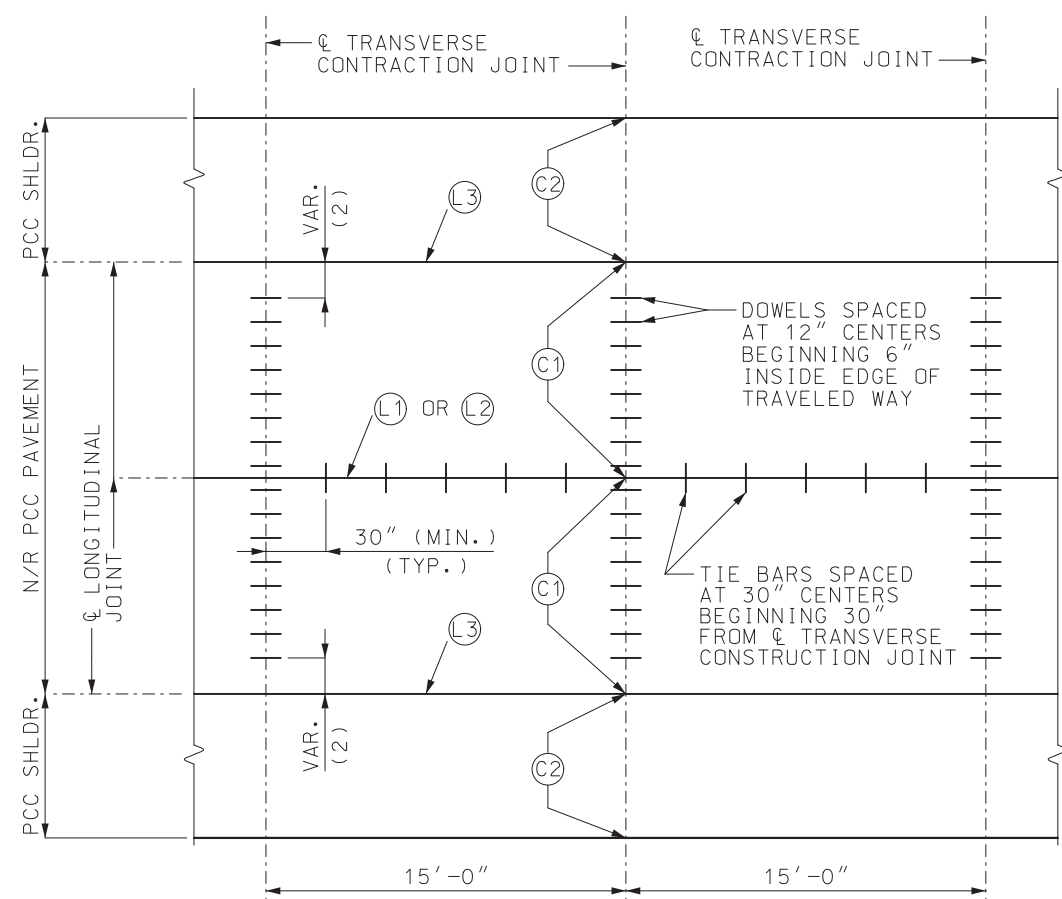 ℄ TRANSVERSE
CONTRACTION JOINT
℄ TRANSVERSE
CONTRACTION JOINT
PCC SHLDR.
VAR.
(2)
L3
C2
N/R PCC PAVEMENT
℄ LONGITUDINAL
JOINT
L1 OR L2
C1
DOWELS SPACED
AT 12" CENTERS
BEGINNING 6"
INSIDE EDGE OF
TRAVELED WAY
30" (MIN.)
(TYP.)
C1
TIE BARS SPACED
AT 30" CENTERS
BEGINNING 30"
FROM ℄ TRANSVERSE
CONSTRUCTION JOINT
L3
PCC SHLDR.
VAR.
(2)
C2
15'-0"
15'-0"